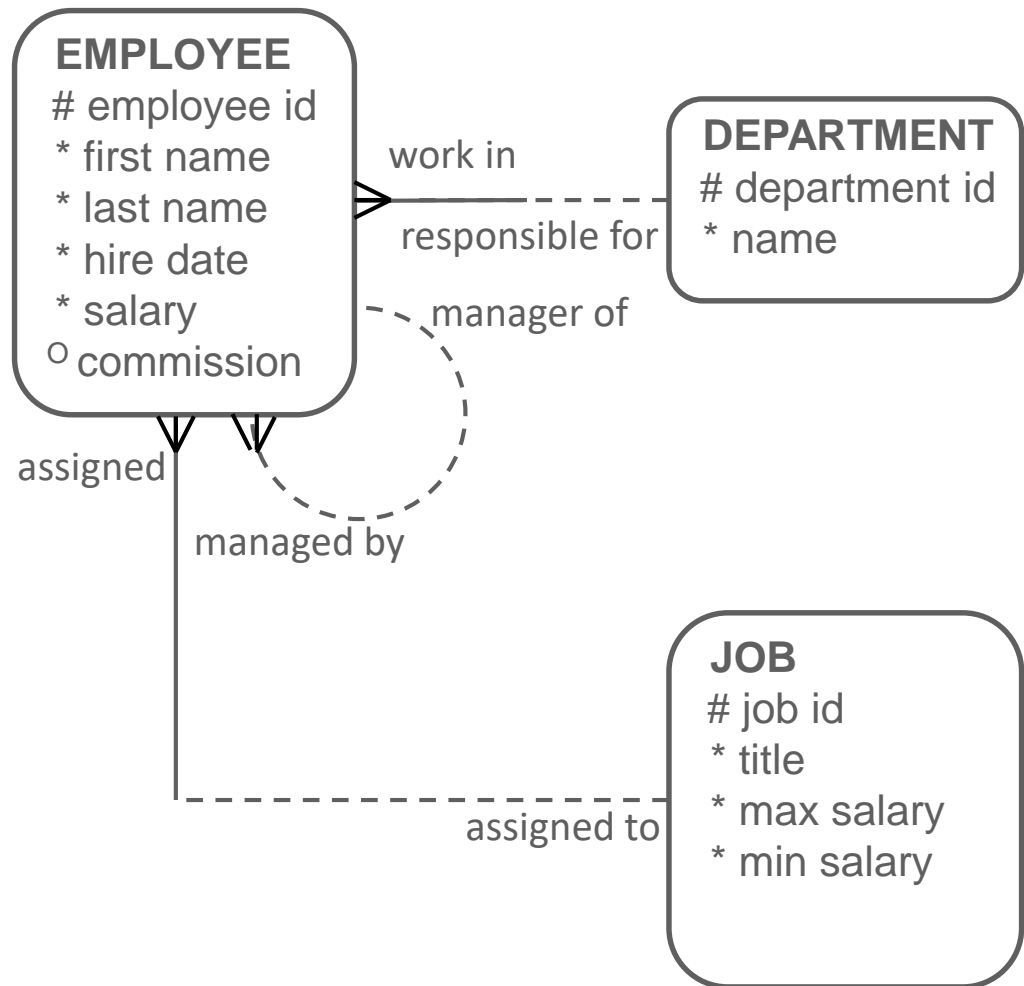 EMPLOYEE
# employee id
* first name
* last name
* hire date
* salary
O commission
work in
responsible for
DEPARTMENT
# department id
* name
manager of
assigned
managed by
JOB
# job id
* title
* max salary
* min salary
assigned to